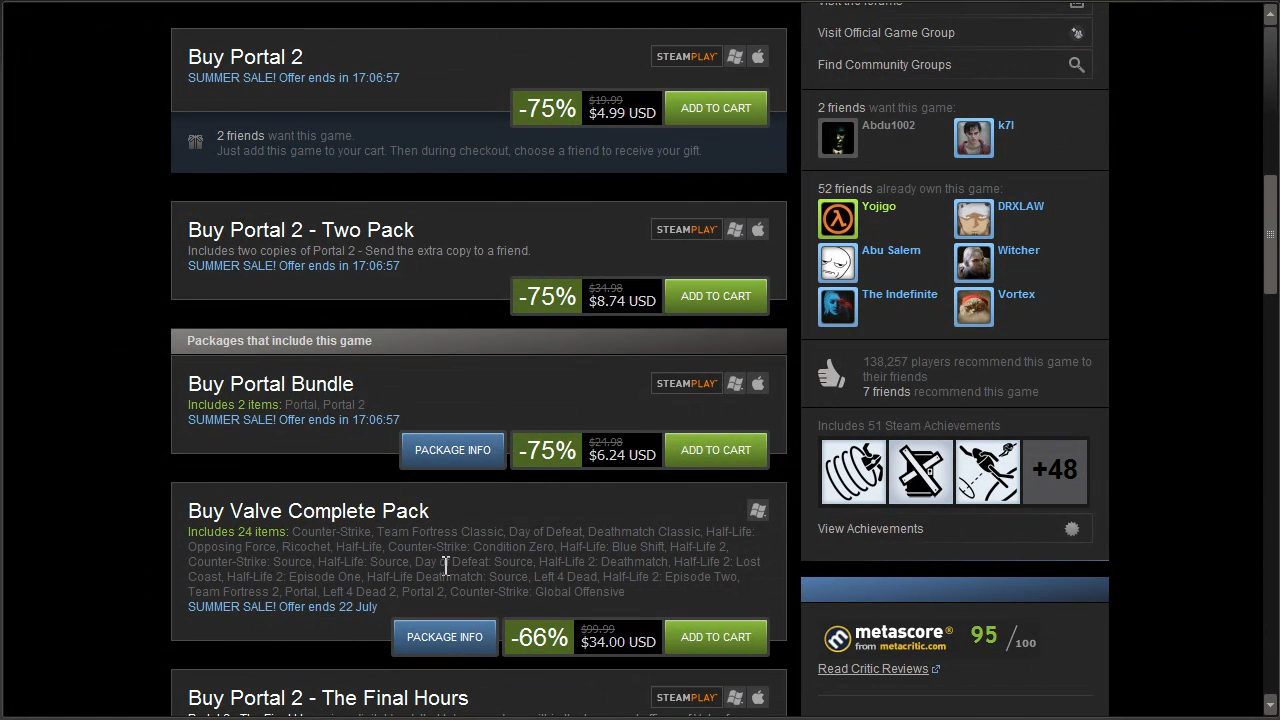 Buy Portal 2
STEAMPLAY™
SUMMER SALE! Offer ends in 17:06:57
-75%
$19.99
$4.99 USD
ADD TO CART
2 friends want this game.
Just add this game to your cart. Then during checkout, choose a friend to receive your gift.
Buy Portal 2 - Two Pack
STEAMPLAY™
Includes two copies of Portal 2 - Send the extra copy to a friend.
SUMMER SALE! Offer ends in 17:06:57
-75%
$34.98
$8.74 USD
ADD TO CART
Packages that include this game
Buy Portal Bundle
STEAMPLAY™
Includes 2 items: Portal, Portal 2
SUMMER SALE! Offer ends in 17:06:57
PACKAGE INFO
-75%
$24.98
$6.24 USD
ADD TO CART
Buy Valve Complete Pack
Includes 24 items: Counter-Strike, Team Fortress Classic, Day of Defeat, Deathmatch Classic, Half-Life:
Opposing Force, Ricochet, Half-Life, Counter-Strike: Condition Zero, Half-Life: Blue Shift, Half-Life 2,
Counter-Strike: Source, Half-Life: Source, Day of Defeat: Source, Half-Life 2: Deathmatch, Half-Life 2: Lost
Coast, Half-Life 2: Episode One, Half-Life Deathmatch: Source, Left 4 Dead, Half-Life 2: Episode Two,
Team Fortress 2, Portal, Left 4 Dead 2, Portal 2, Counter-Strike: Global Offensive
SUMMER SALE! Offer ends 22 July
PACKAGE INFO
-66%
$99.99
$34.00 USD
ADD TO CART
Buy Portal 2 - The Final Hours
STEAMPLAY™
Visit the forums
Visit Official Game Group
Find Community Groups
2 friends want this game:
Abdu1002
k7l
52 friends already own this game:
Yojigo
DRXLAW
Abu Salem
Witcher
The Indefinite
Vortex
138,257 players recommend this game to
their friends
7 friends recommend this game
Includes 51 Steam Achievements
+48
View Achievements
metascore®
from metacritic.com
95 /100
Read Critic Reviews